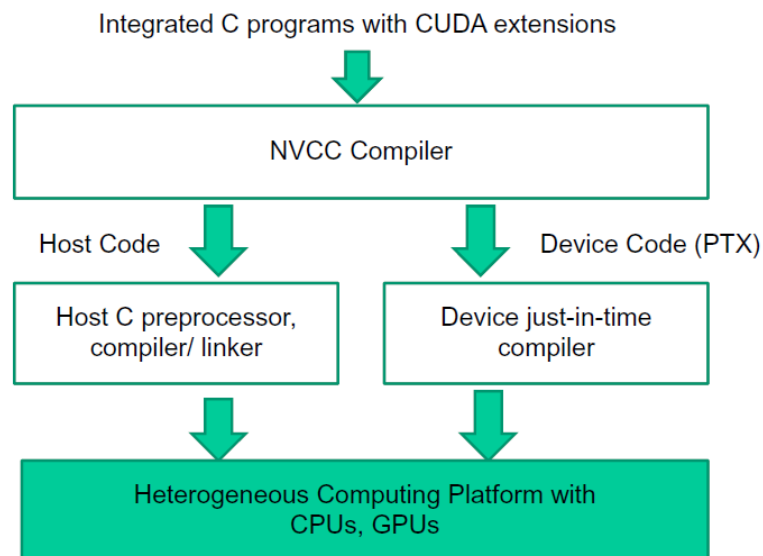 Integrated C programs with CUDA extensions
NVCC Compiler
Host Code
Device Code (PTX)
Host C preprocessor,
compiler/ linker
Device just-in-time
compiler
Heterogeneous Computing Platform with
CPUs, GPUs